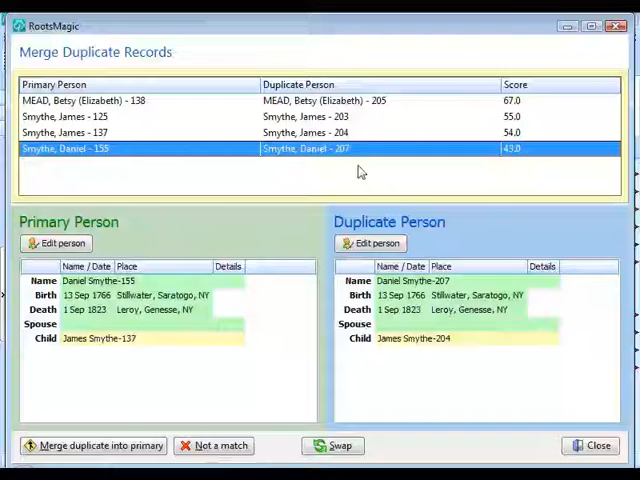 RootsMagic
Merge Duplicate Records
Primary Person Duplicate Person Score
MEAD, Betsy (Elizabeth) - 138 MEAD, Betsy (Elizabeth) - 205 67.0
Smythe, James - 125 Smythe, James - 203 55.0
Smythe, James - 137 Smythe, James - 204 54.0
Smythe, Daniel - 155 Smythe, Daniel - 207 43.0
Primary Person Duplicate Person
Edit person Edit person
Name / Date Place Details Name / Date Place Details
Name Daniel Smythe-155 Name Daniel Smythe-207
Birth 13 Sep 1766 Stillwater, Saratogo, NY Birth 13 Sep 1766 Stillwater, Saratogo, NY
Death 1 Sep 1823 Leroy, Genesse, NY Death 1 Sep 1823 Leroy, Genesse, NY
Spouse Spouse
Child James Smythe-137 Child James Smythe-204
Merge duplicate into primary Not a match Swap Close